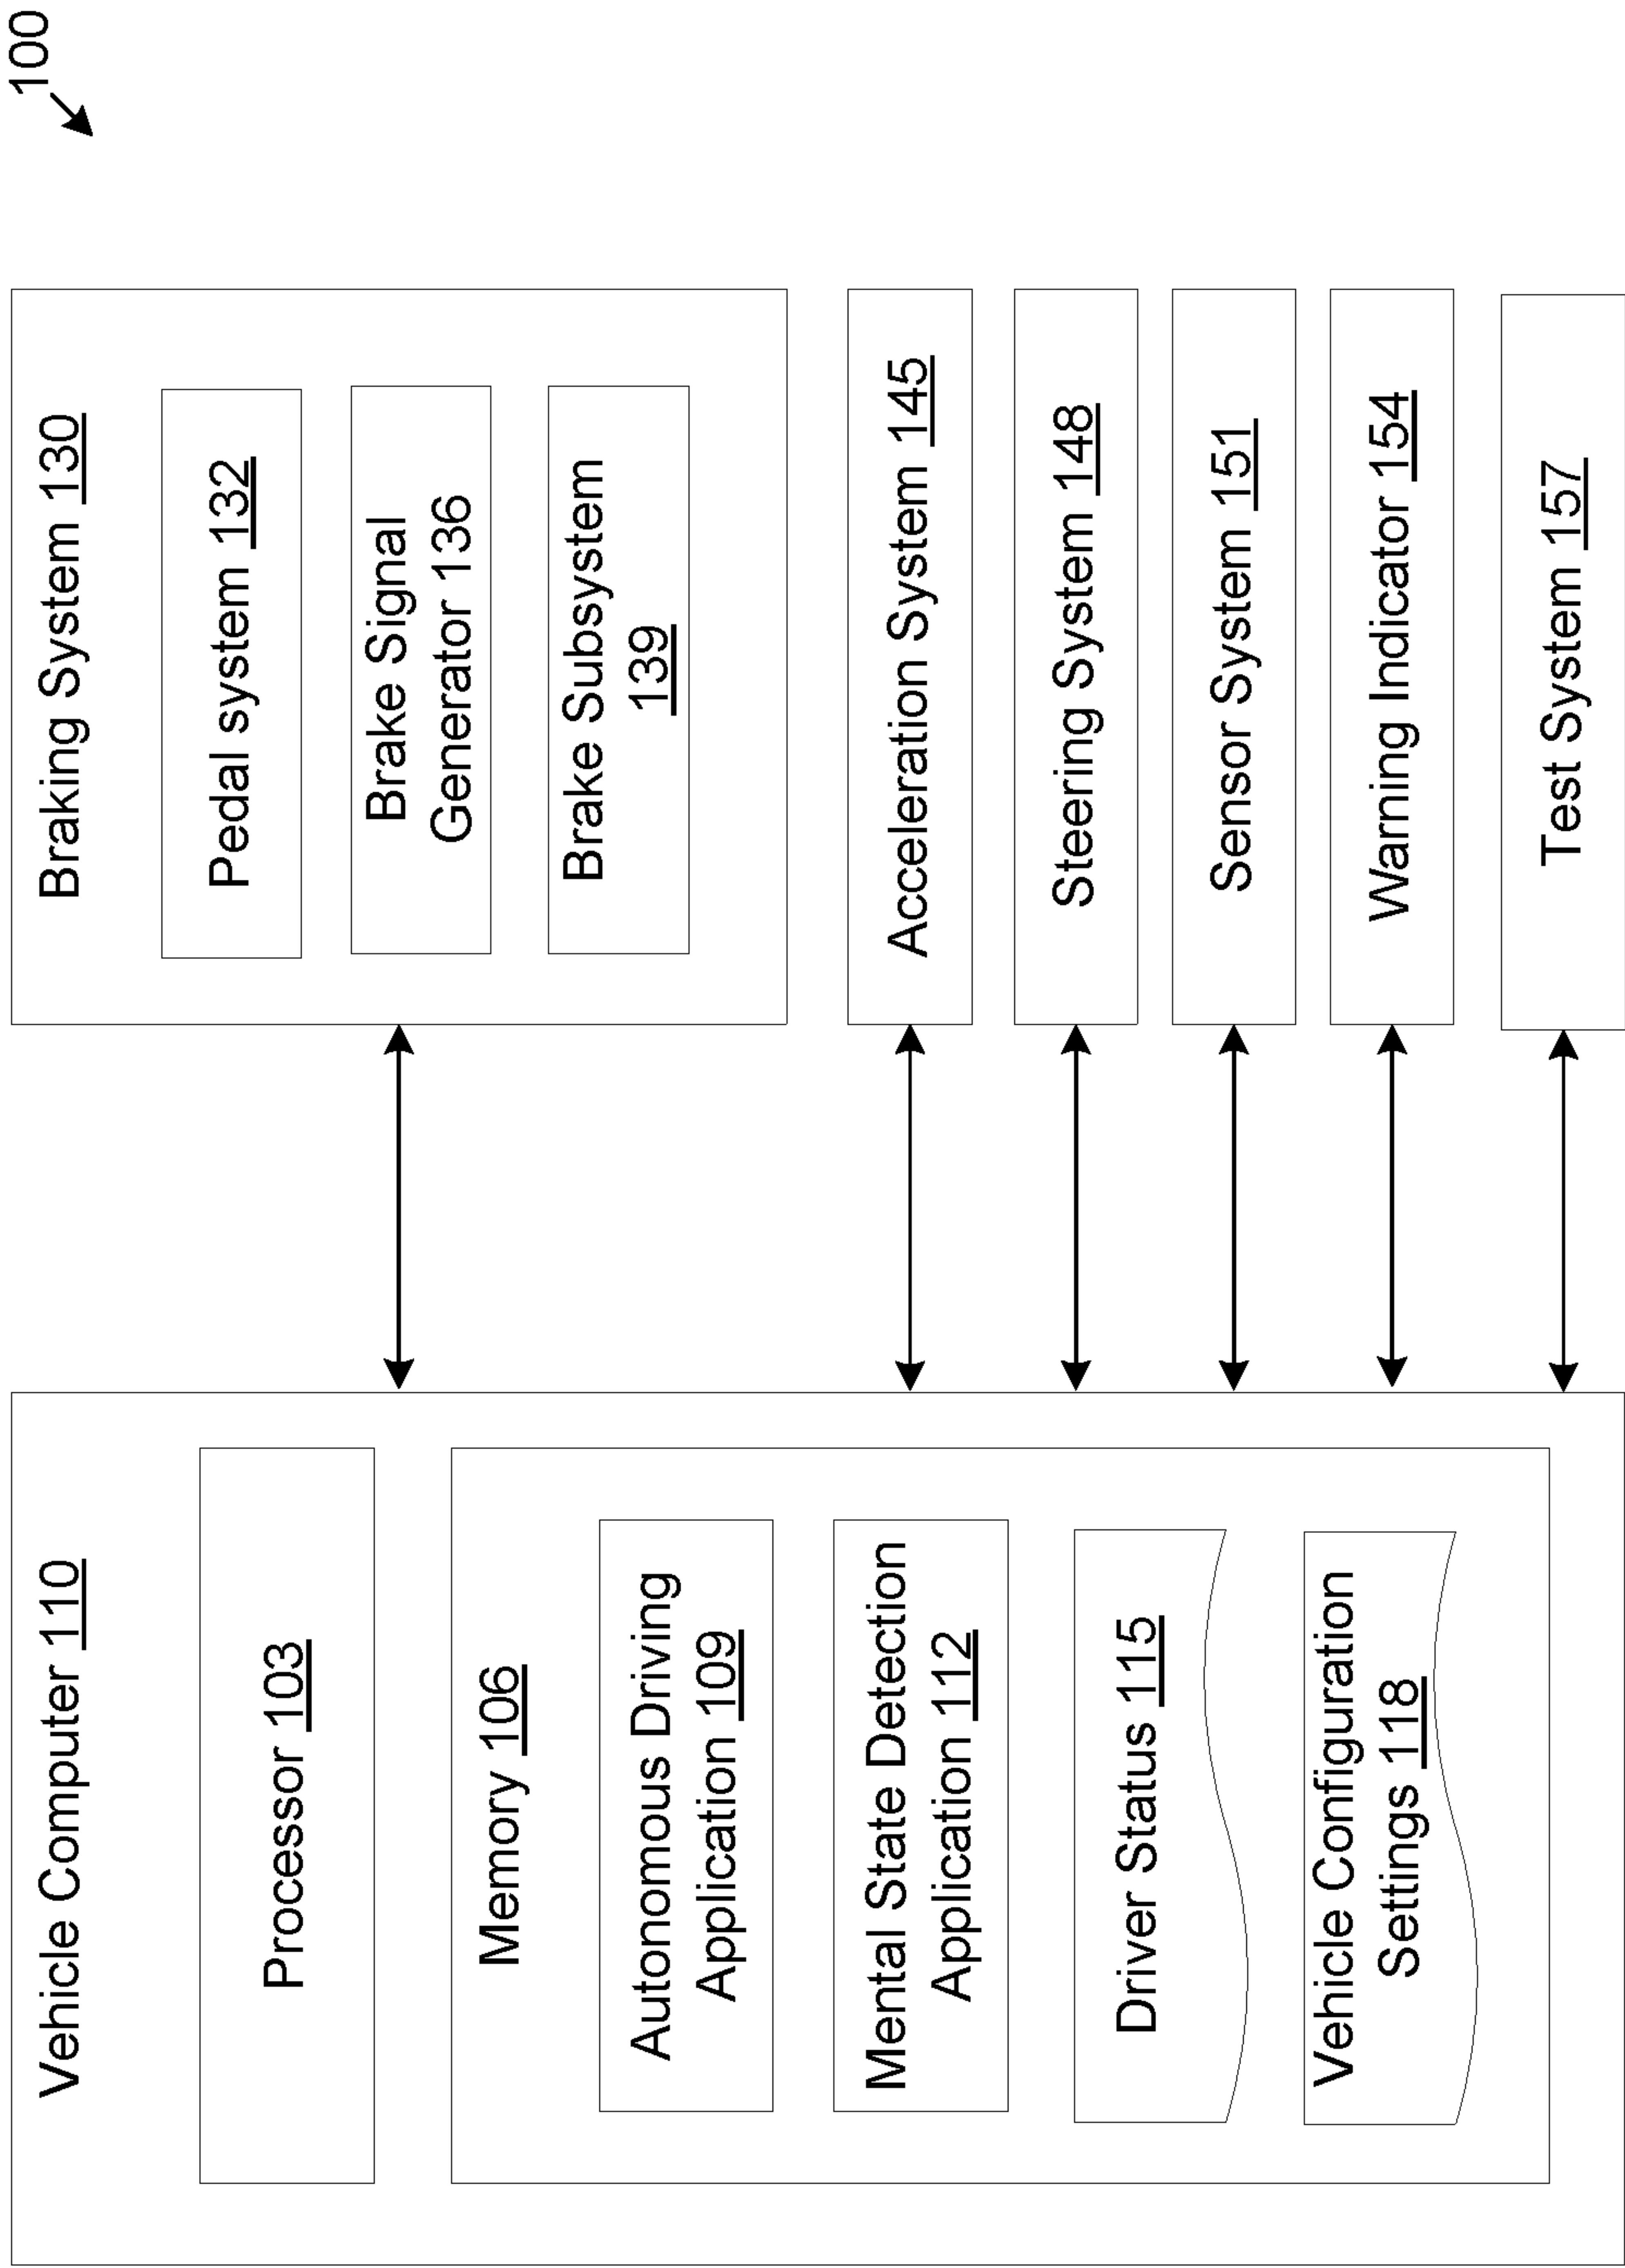 100
Vehicle Computer 110
Processor 103
Memory 106
Autonomous Driving
Application 109
Mental State Detection
Application 112
Driver Status 115
Vehicle Configuration
Settings 118
Braking System 130
Pedal system 132
Brake Signal
Generator 136
Brake Subsystem
139
Acceleration System 145
Steering System 148
Sensor System 151
Warning Indicator 154
Test System 157